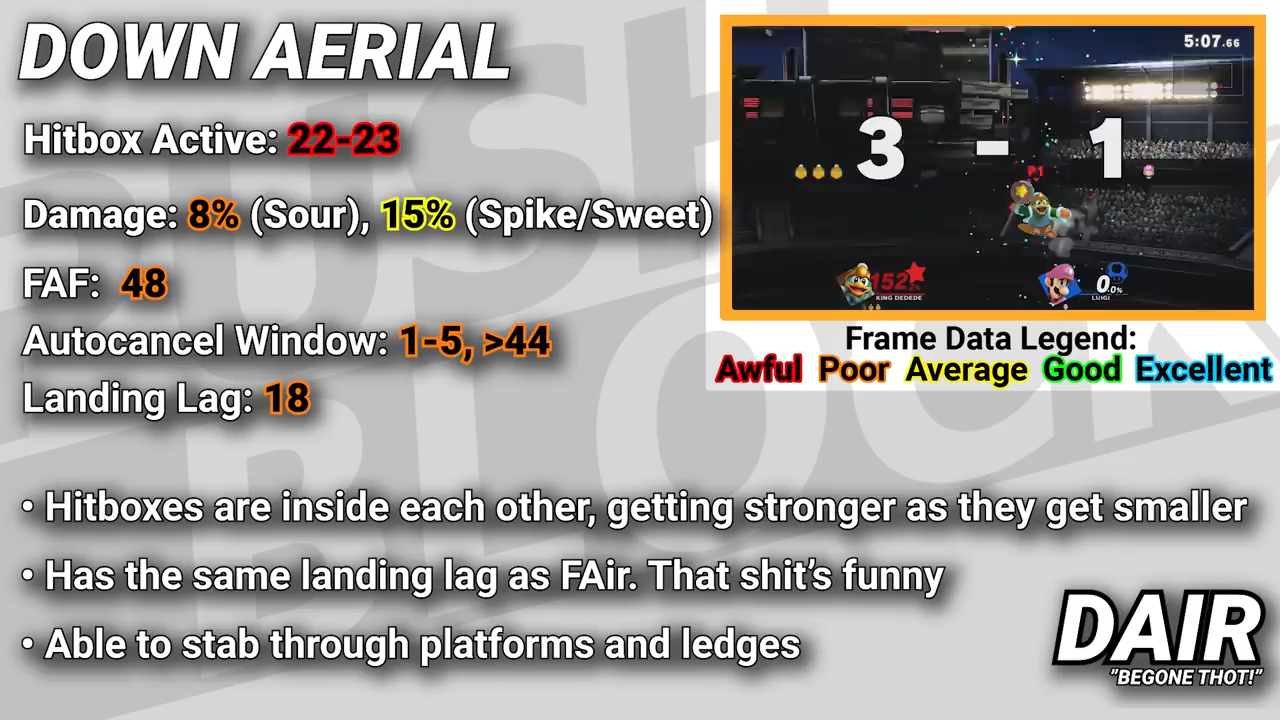 DOWN AERIAL
Hitbox Active: 22-23
Damage: 8% (Sour), 15% (Spike/Sweet)
FAF: 48
Autocancel Window: 1-5, >44
Landing Lag: 18
5:07.66
3 - 1
P1
152%
KING DEDEDE
0.0%
LUIGI
Frame Data Legend:
Awful Poor Average Good Excellent
• Hitboxes are inside each other, getting stronger as they get smaller
• Has the same landing lag as FAir. That shit's funny
• Able to stab through platforms and ledges
DAIR
"BEGONE THOT!"